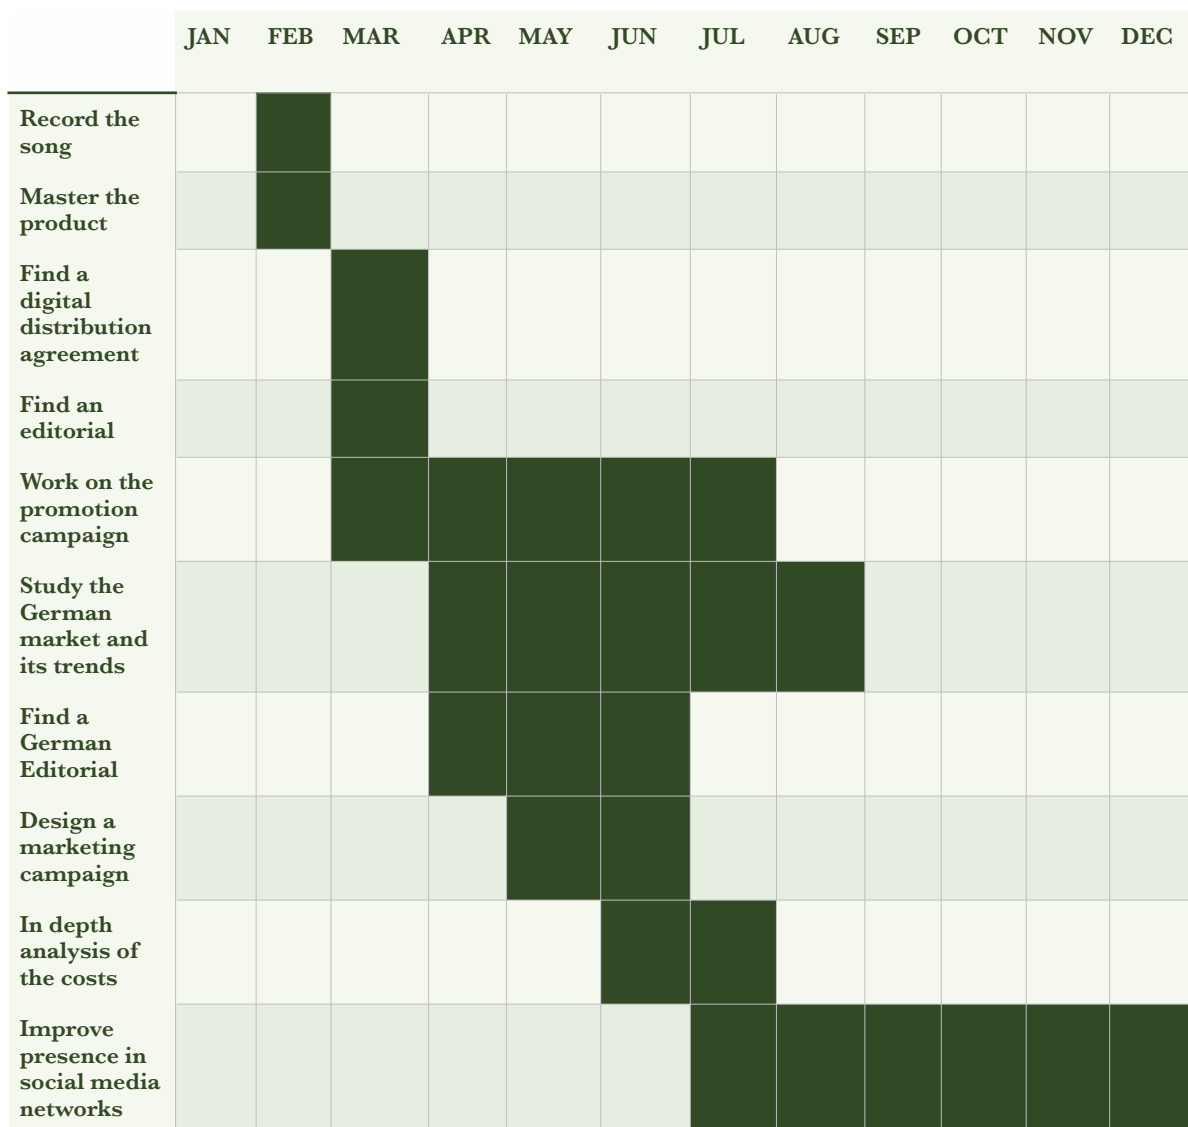 JAN FEB MAR APR MAY JUN JUL AUG SEP OCT NOV DEC
Record the
song
Master the
product
Find a
digital
distribution
agreement
Find an
editorial
Work on the
promotion
campaign
Study the
German
market and
its trends
Find a
German
Editorial
Design a
marketing
campaign
In depth
analysis of
the costs
Improve
presence in
social media
networks